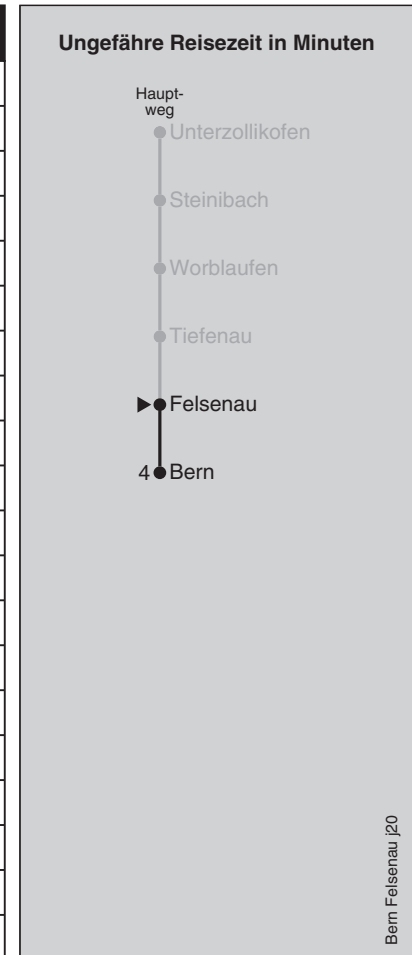 Ungefähre Reisezeit in Minuten
Haupt-
weg
Unterzollikofen
Steinibach
Worblaufen
Tiefenau
Felsenau
4 Bern
Bern Felsenau j20